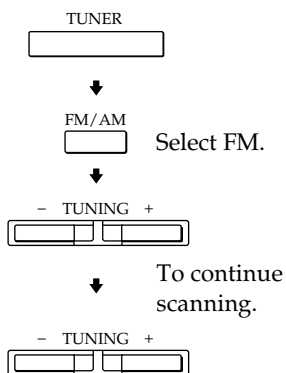 TUNER
FM/AM
Select FM.
– TUNING +
To continue
scanning.
– TUNING +